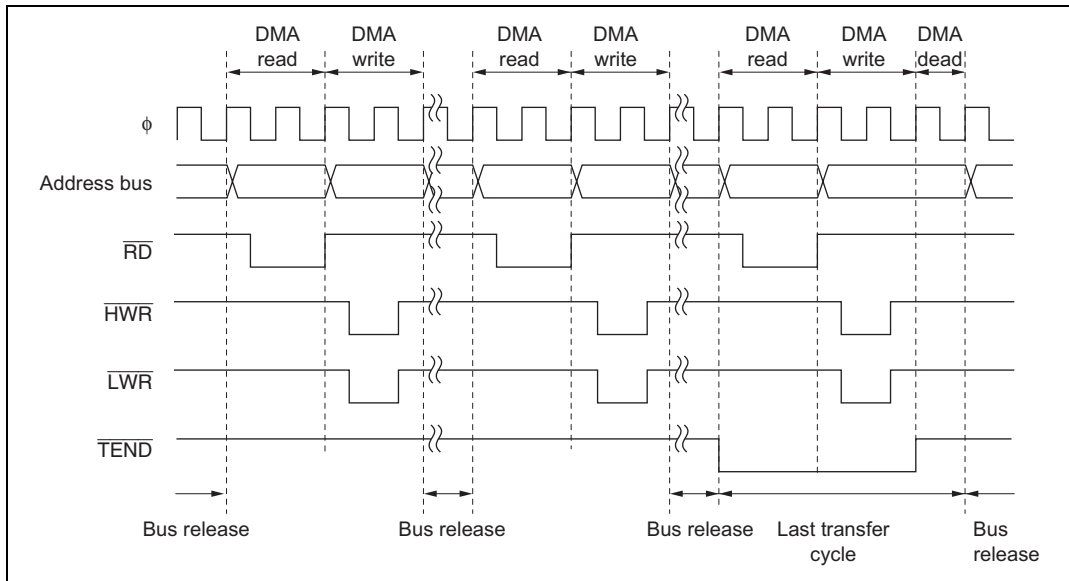 DMA read
DMA write
DMA read
DMA write
DMA read
DMA write
DMA dead
ϕ
Address bus
RD
HWR
LWR
TEND
Bus release
Bus release
Bus release
Last transfer cycle
Bus release